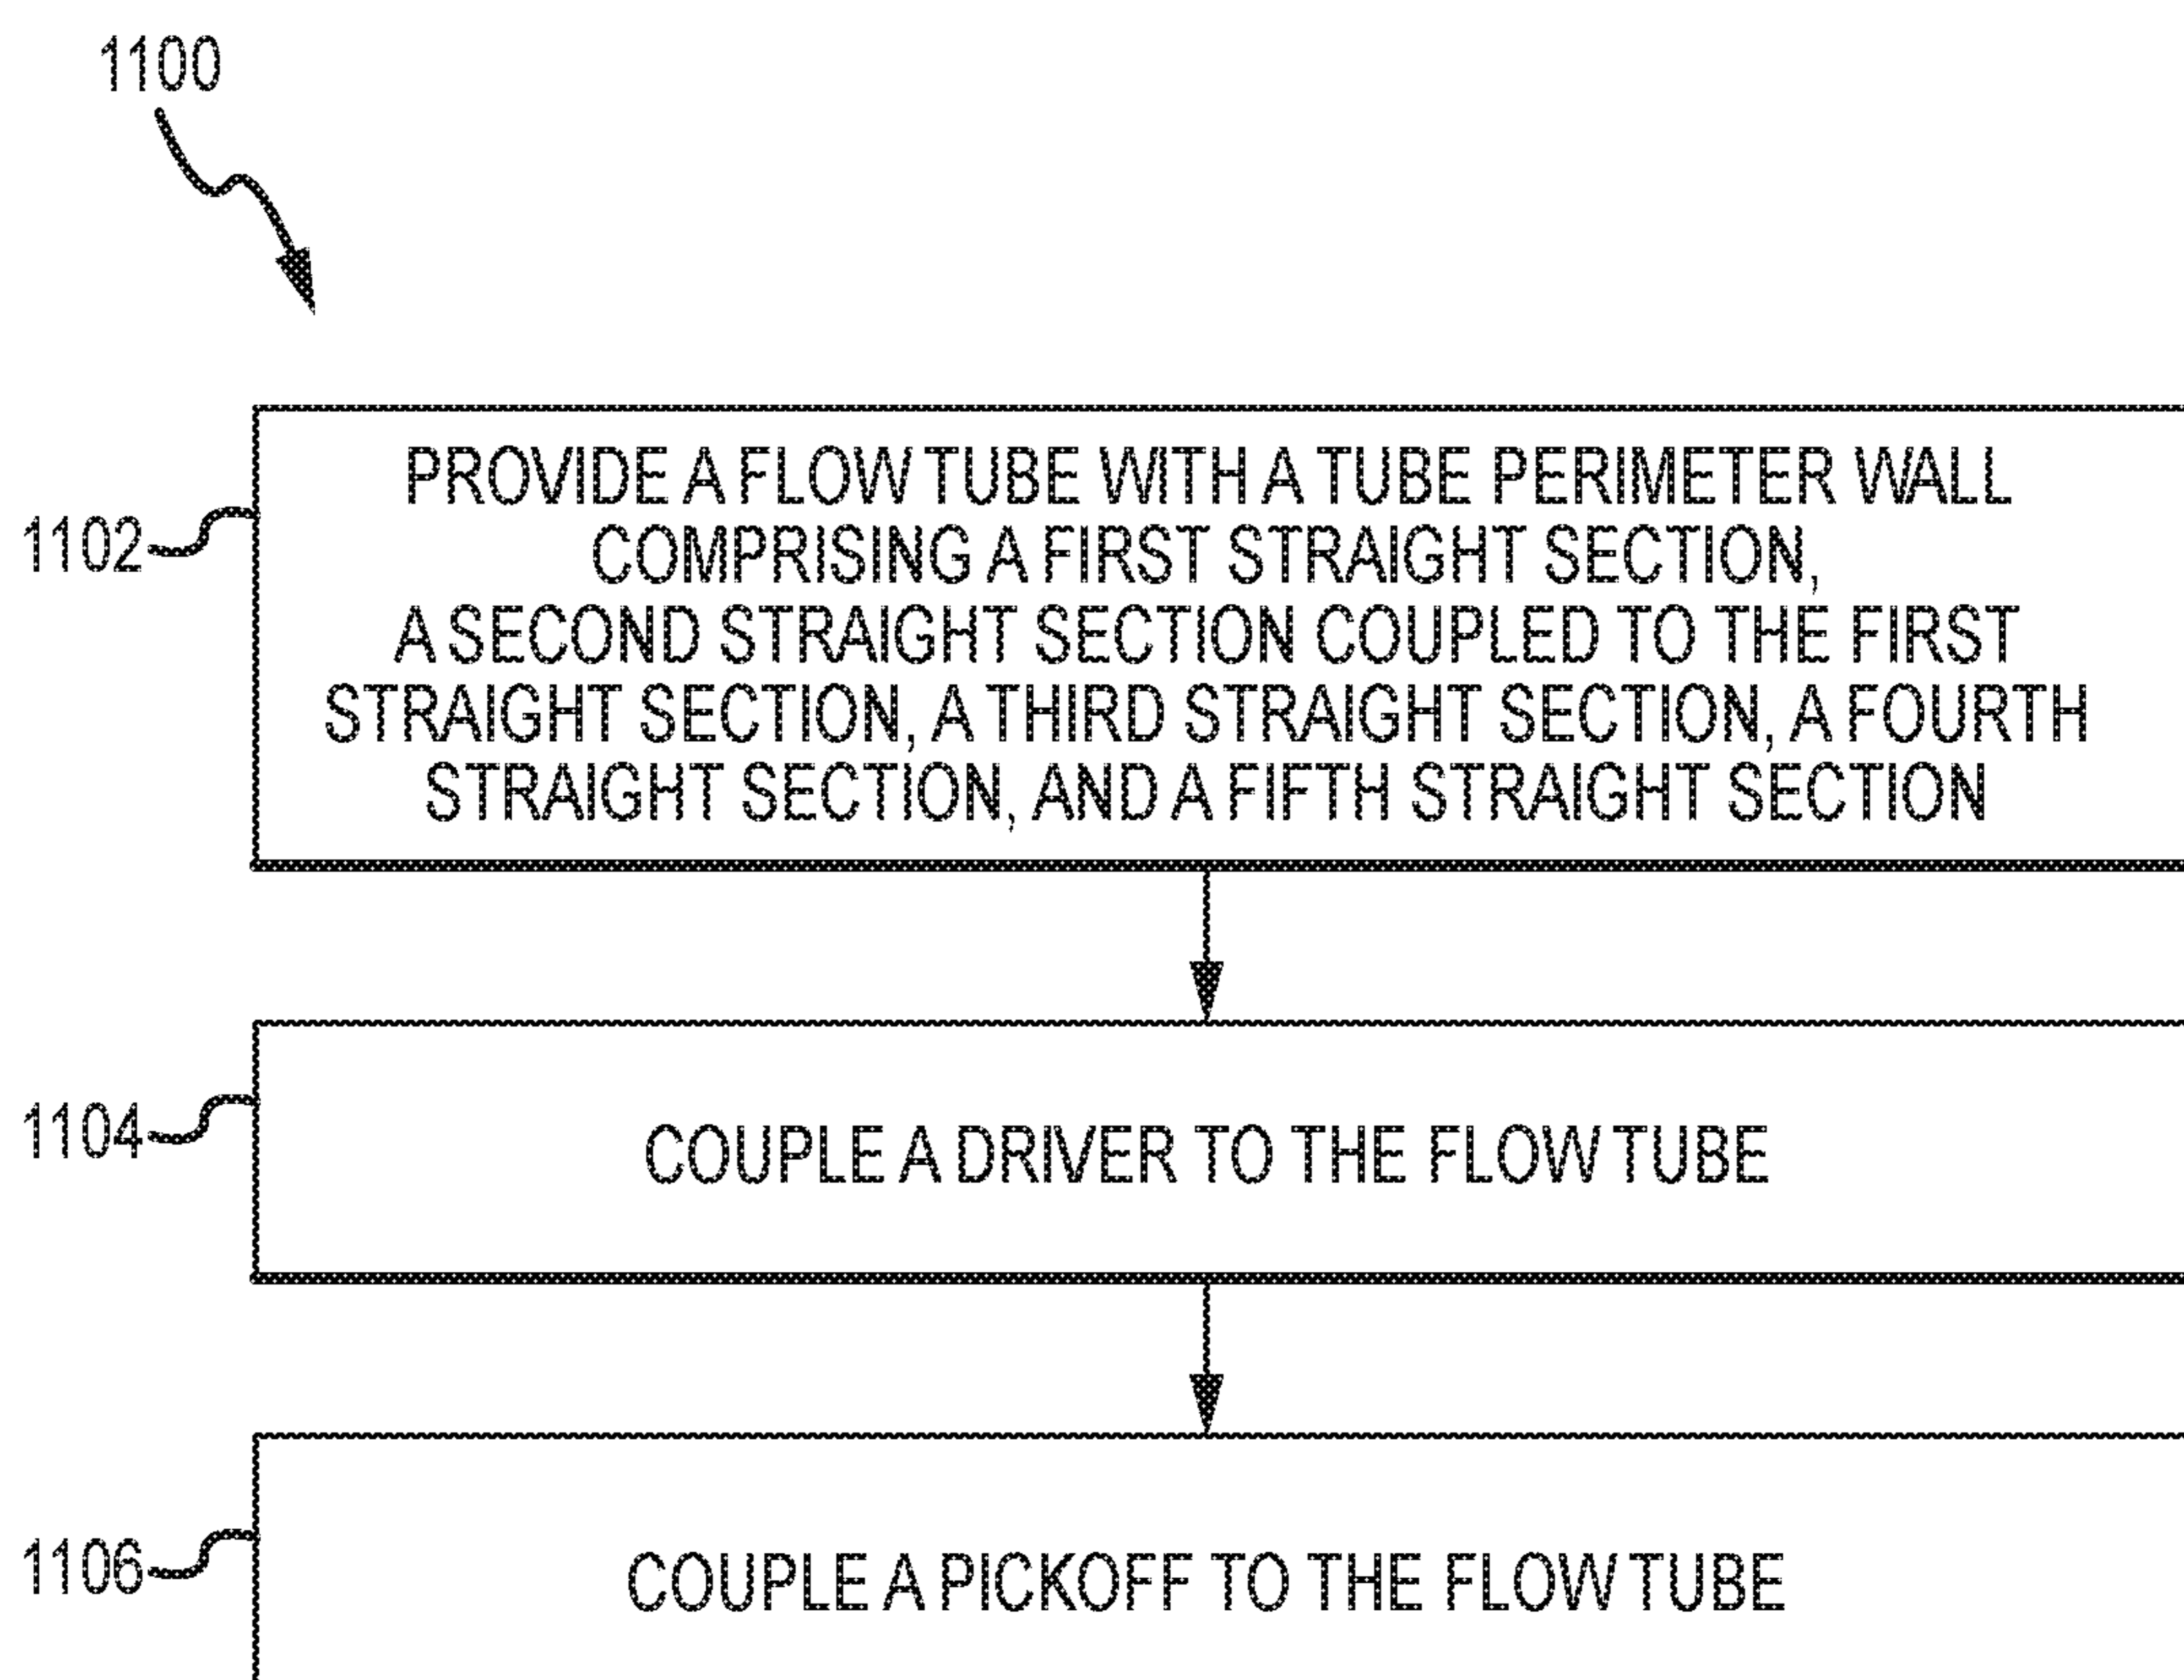 1100
1102
PROVIDE A FLOW TUBE WITH A TUBE PERIMETER WALL
COMPRISING A FIRST STRAIGHT SECTION,
A SECOND STRAIGHT SECTION COUPLED TO THE FIRST
STRAIGHT SECTION, A THIRD STRAIGHT SECTION, A FOURTH
STRAIGHT SECTION, AND A FIFTH STRAIGHT SECTION
1104
COUPLE A DRIVER TO THE FLOW TUBE
1106
COUPLE A PICKOFF TO THE FLOW TUBE